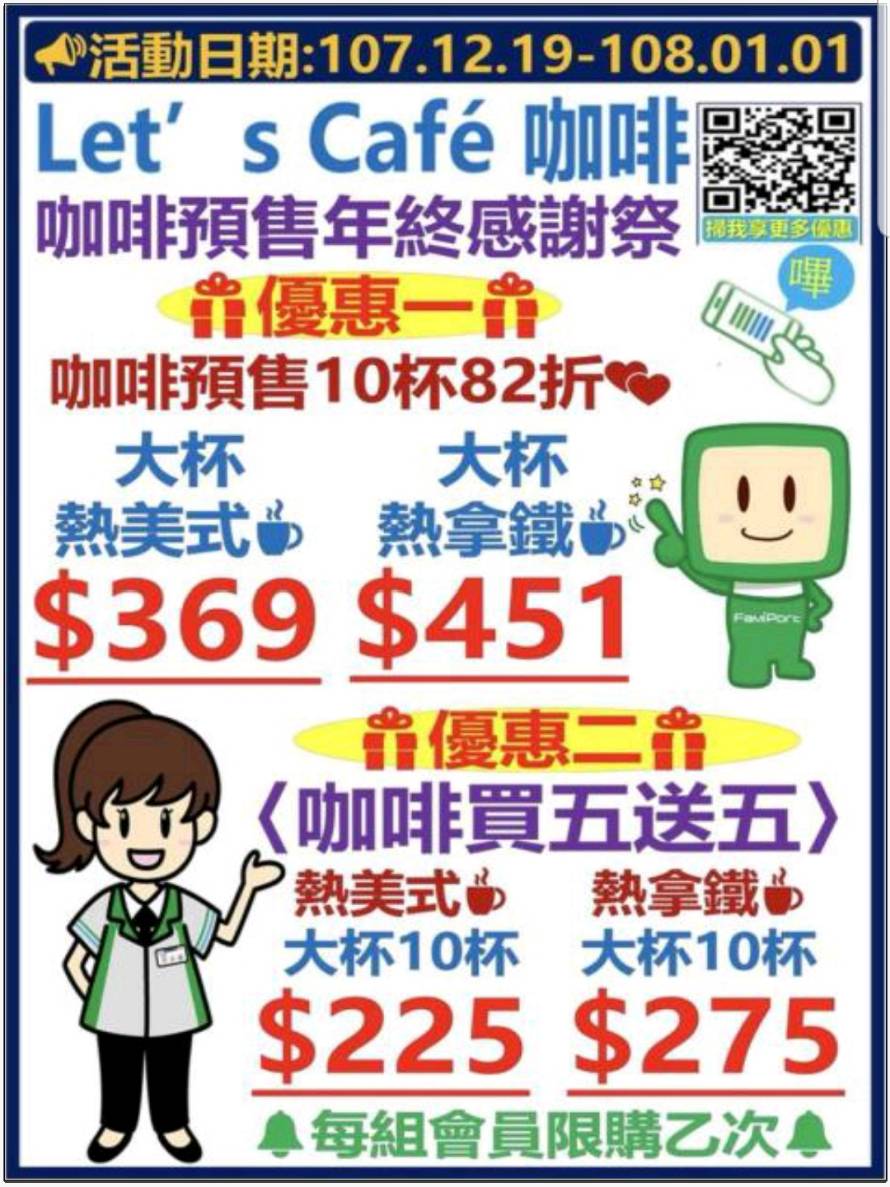 活動日期:107.12.19-108.01.01
Let's Café 咖啡
掃我享更多優惠
咖啡預售年終感謝祭
嗶
優惠一
咖啡預售10杯82折
大杯 大杯
熱美式 熱拿鐵
$369 $451
FamiPort
優惠二
〈咖啡買五送五〉
熱美式 熱拿鐵
大杯10杯 大杯10杯
$225 $275
每組會員限購乙次